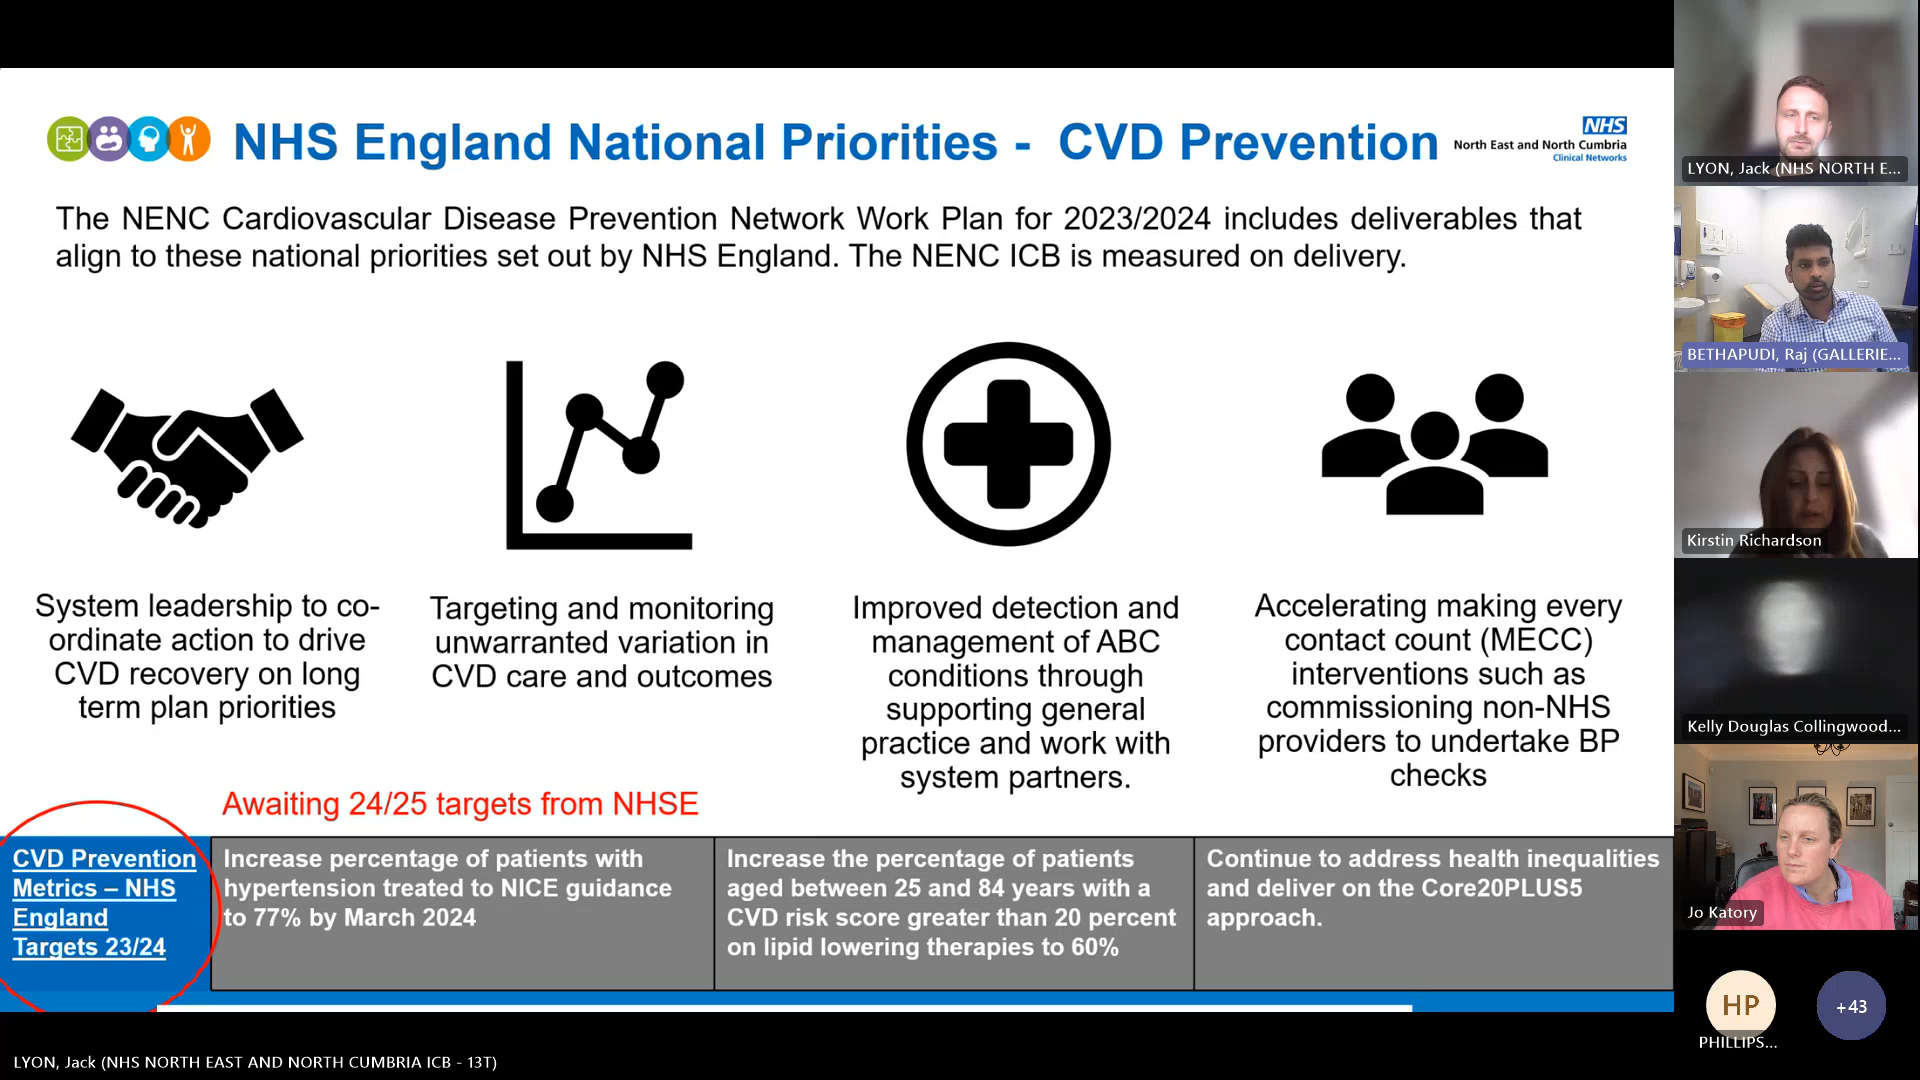 NHS England National Priorities - CVD Prevention
NHS
North East and North Cumbria
Clinical Networks
The NENC Cardiovascular Disease Prevention Network Work Plan for 2023/2024 includes deliverables that
align to these national priorities set out by NHS England. The NENC ICB is measured on delivery.
System leadership to co-
ordinate action to drive
CVD recovery on long
term plan priorities
Targeting and monitoring
unwarranted variation in
CVD care and outcomes
Improved detection and
management of ABC
conditions through
supporting general
practice and work with
system partners.
Accelerating making every
contact count (MECC)
interventions such as
commissioning non-NHS
providers to undertake BP
checks
Awaiting 24/25 targets from NHSE
CVD Prevention
Metrics – NHS
England
Targets 23/24
Increase percentage of patients with
hypertension treated to NICE guidance
to 77% by March 2024
Increase the percentage of patients
aged between 25 and 84 years with a
CVD risk score greater than 20 percent
on lipid lowering therapies to 60%
Continue to address health inequalities
and deliver on the Core20PLUS5
approach.
LYON, Jack (NHS NORTH EAST AND NORTH CUMBRIA ICB - 13T)
LYON, Jack (NHS NORTH E...
BETHAPUDI, Raj (GALLERIE...
Kirstin Richardson
Kelly Douglas Collingwood...
Jo Katory
HP
PHILLIPS...
+43